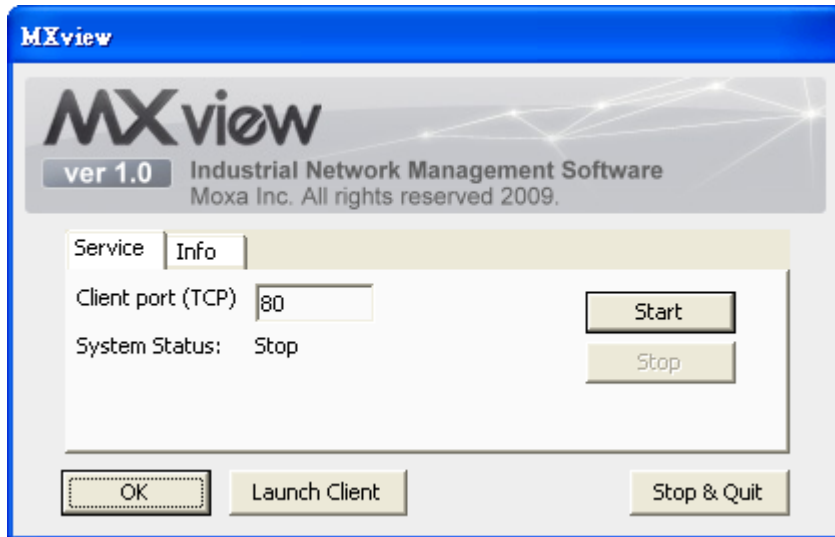 MXview
MXview
ver 1.0 Industrial Network Management Software
Moxa Inc. All rights reserved 2009.
Service Info
Client port (TCP) 80
Start
System Status: Stop
Stop
OK Launch Client Stop & Quit